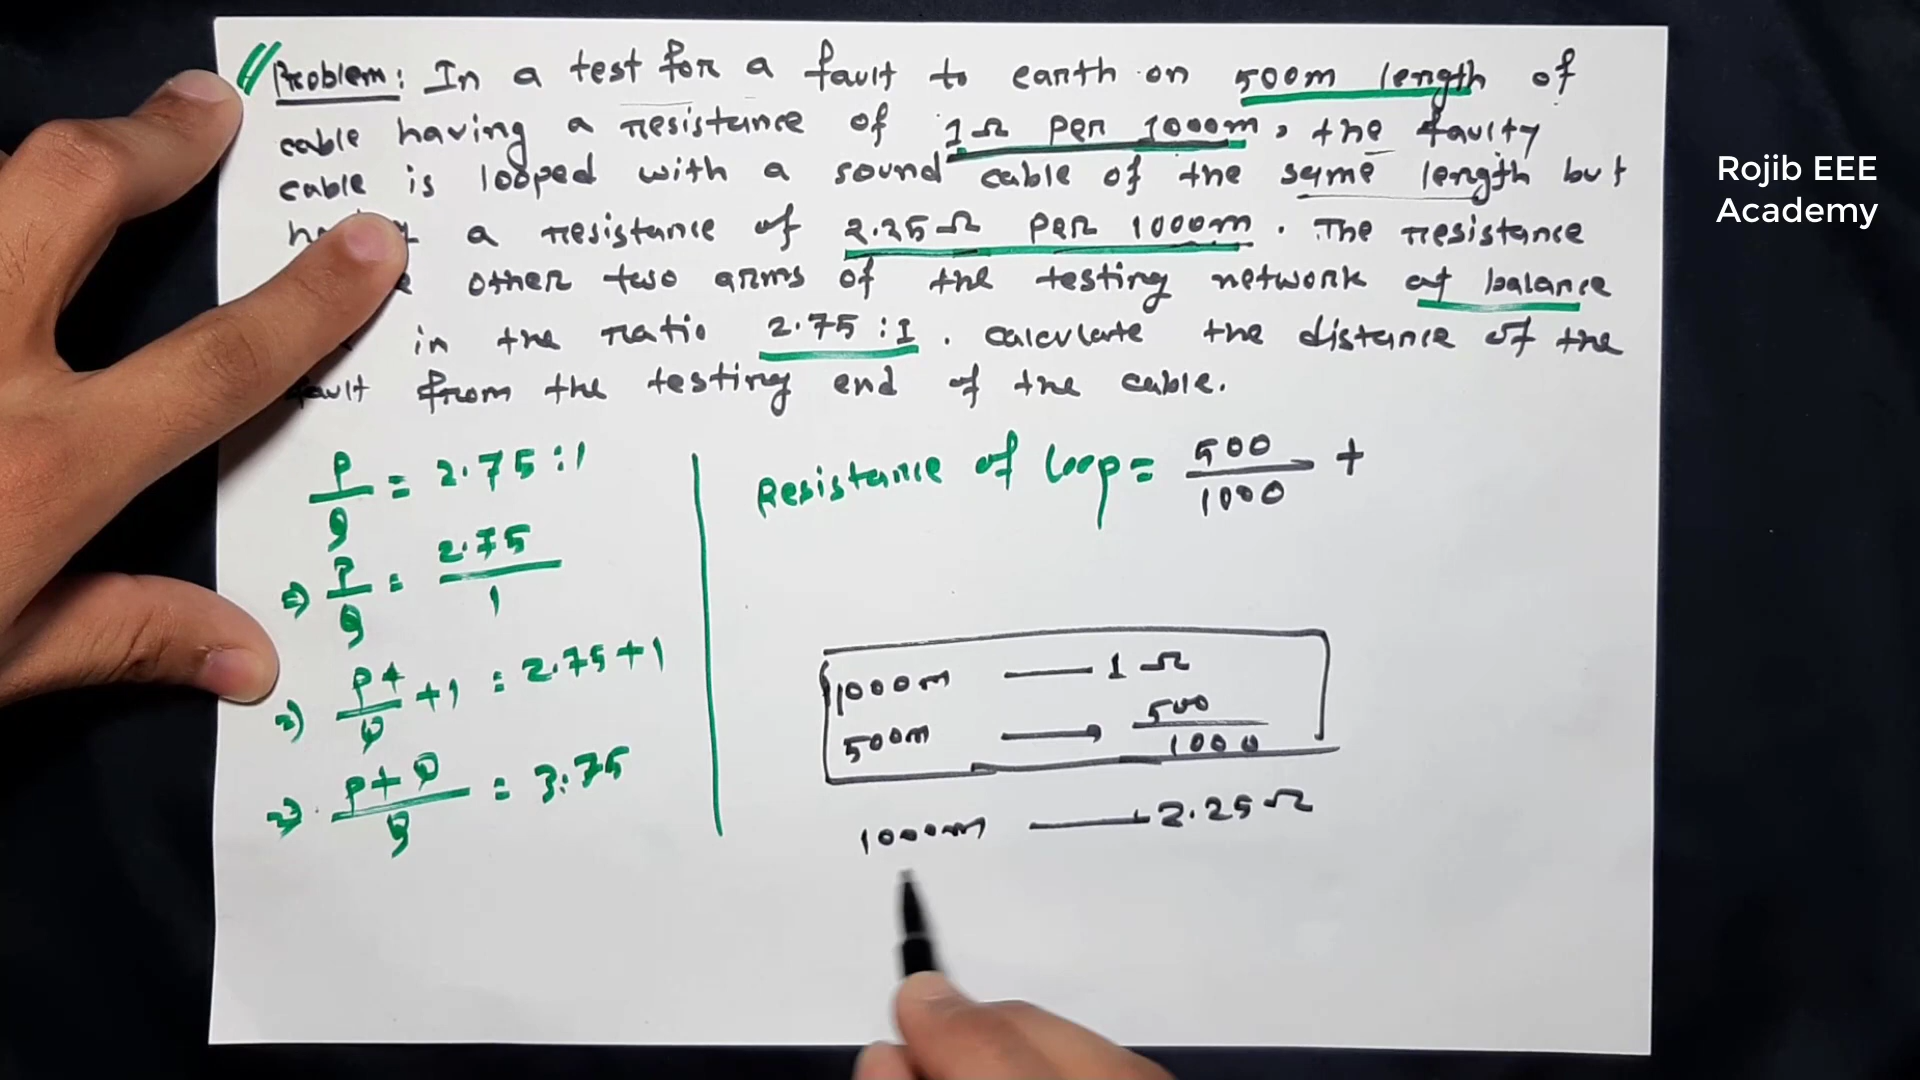 Problem: In a test for a fault to earth on 500m length of
cable having a resistance of 1Ω per 1000m, the faulty
cable is looped with a sound cable of the same length but
a resistance of 2.25Ω per 1000m. The resistance
other two arms of the testing network at balance
in the ratio 2.75:1. calculate the distance of the
fault from the testing end of the cable.
P/Q = 2.75:1
⇒ P/Q = 2.75/1
⇒ P+/Q + 1 = 2.75+1
⇒ P+Q/Q = 3.75
Resistance of loop = 500/1000 +
1000m — 1Ω
500m → 500/1000
1000m — 2.25Ω
Rojib EEE
Academy